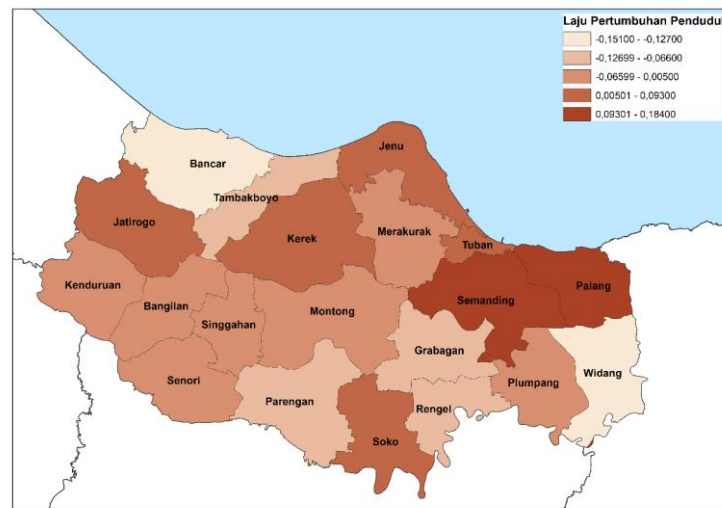 Laju Pertumbuhan Penduduk
-0,15100 - -0,12700
-0,12699 - -0,06600
-0,06599 - 0,00500
0,00501 - 0,09300
0,09301 - 0,18400
Jenu
Bancar
Tambakboyo
Jatirogo
Kerek
Merakurak
Tuban
Kenduruan
Bangilan
Singgahan
Montong
Semanding
Palang
Grabagan
Senori
Parengan
Rengel
Plumpang
Widang
Soko